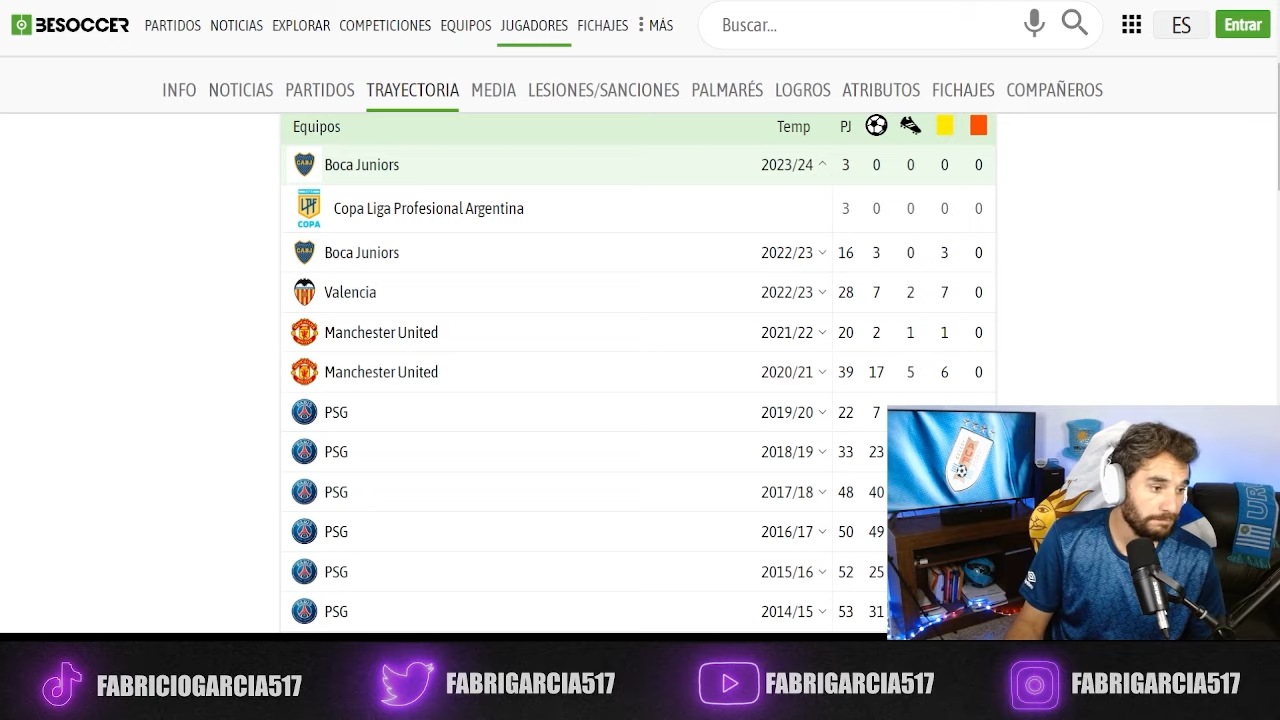 BESOCCER PARTIDOS NOTICIAS EXPLORAR COMPETICIONES EQUIPOS JUGADORES FICHAJES MÁS Buscar... ES Entrar
INFO NOTICIAS PARTIDOS TRAYECTORIA MEDIA LESIONES/SANCIONES PALMARÉS LOGROS ATRIBUTOS FICHAJES COMPAÑEROS
Equipos Temp PJ
CABJ Boca Juniors 2023/24 3 0 0 0 0
LPF COPA Copa Liga Profesional Argentina 3 0 0 0 0
CABJ Boca Juniors 2022/23 16 3 0 3 0
Valencia 2022/23 28 7 2 7 0
Manchester United 2021/22 20 2 1 1 0
Manchester United 2020/21 39 17 5 6 0
PSG 2019/20 22 7
PSG 2018/19 33 23
PSG 2017/18 48 40
PSG 2016/17 50 49
PSG 2015/16 52 25
PSG 2014/15 53 31
URU
FABRICIOGARCIA517 FABRIGARCIA517 FABRIGARCIA517 FABRIGARCIA517